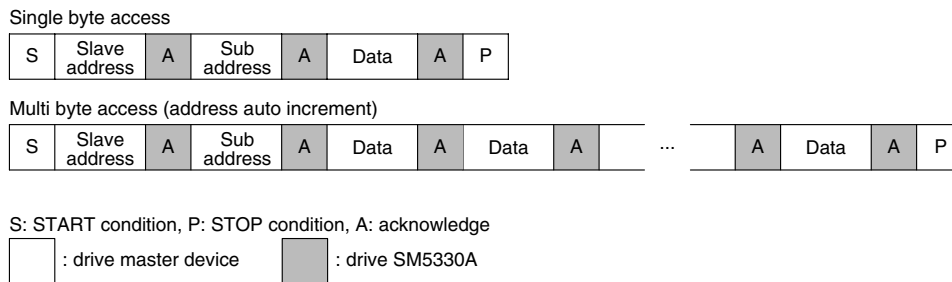 Single byte access
S Slave address A Sub address A Data A P
Multi byte access (address auto increment)
S Slave address A Sub address A Data A Data A ... A Data A P
S: START condition, P: STOP condition, A: acknowledge
: drive master device : drive SM5330A